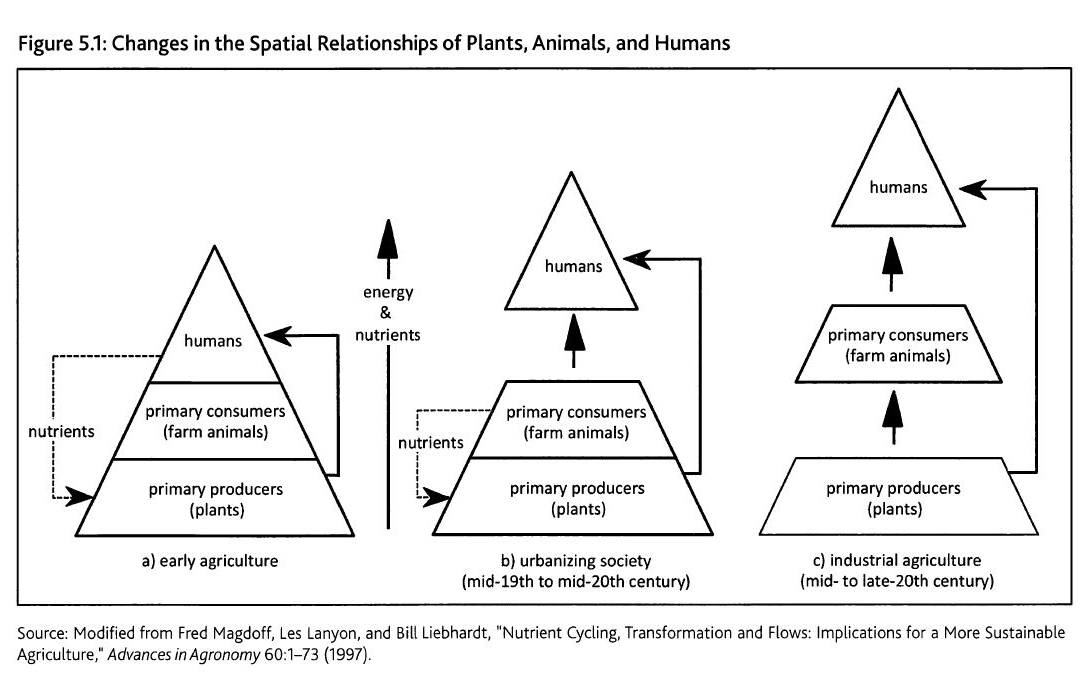 Figure 5.1: Changes in the Spatial Relationships of Plants, Animals, and Humans
humans
primary consumers
(farm animals)
primary producers
(plants)
nutrients
a) early agriculture
energy
&
nutrients
humans
primary consumers
(farm animals)
nutrients
primary producers
(plants)
b) urbanizing society
(mid-19th to mid-20th century)
humans
primary consumers
(farm animals)
primary producers
(plants)
c) industrial agriculture
(mid- to late-20th century)
Source: Modified from Fred Magdoff, Les Lanyon, and Bill Liebhardt, "Nutrient Cycling, Transformation and Flows: Implications for a More Sustainable
Agriculture," Advances in Agronomy 60:1–73 (1997).